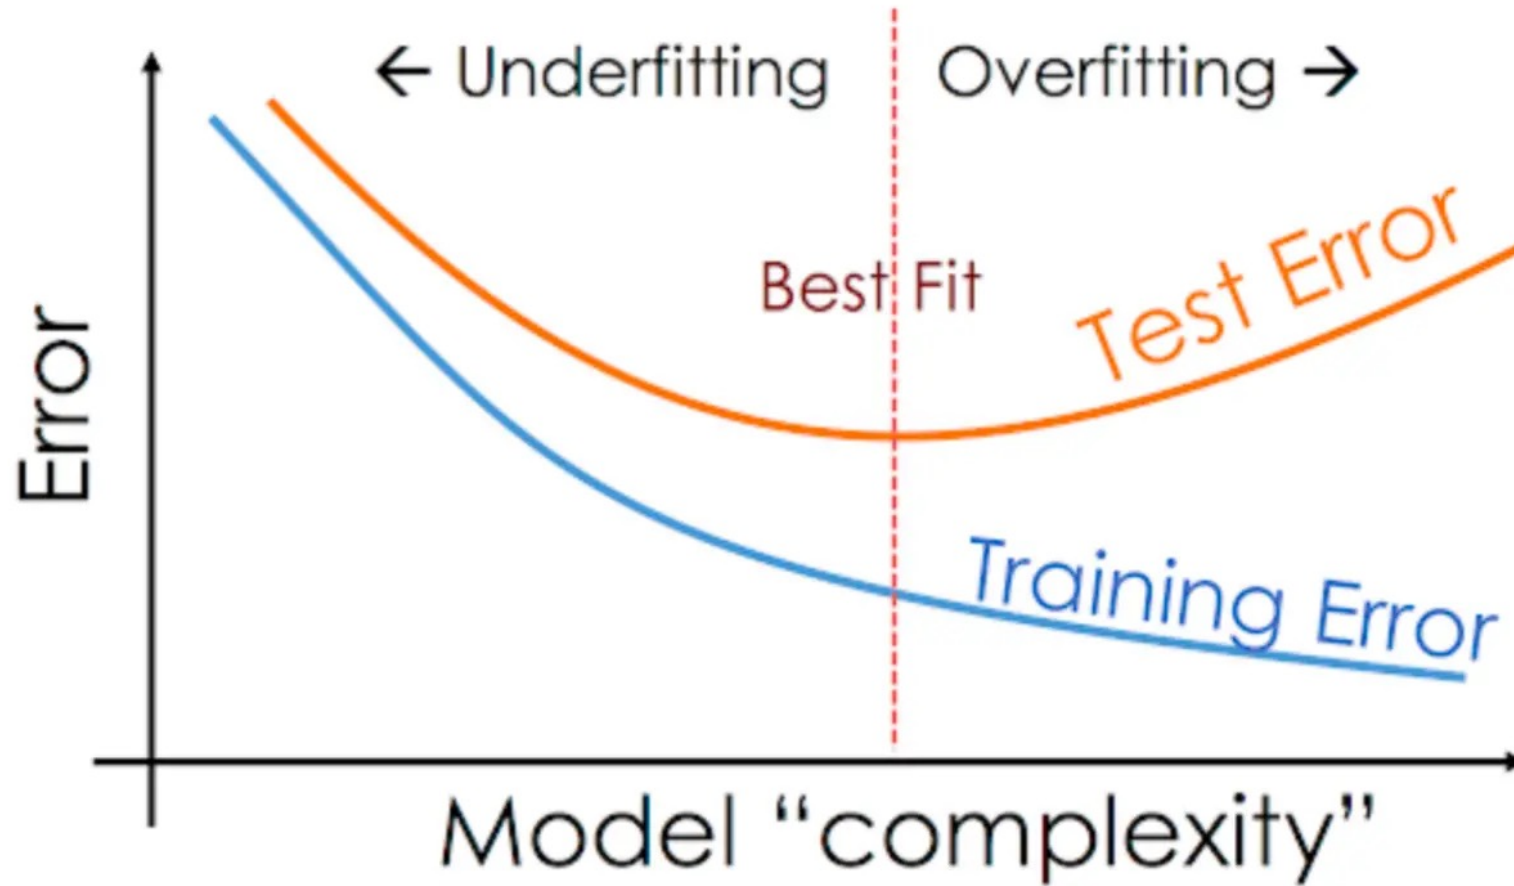 ← Underfitting
Overfitting →
Best Fit
Test Error
Training Error
Error
Model “complexity”